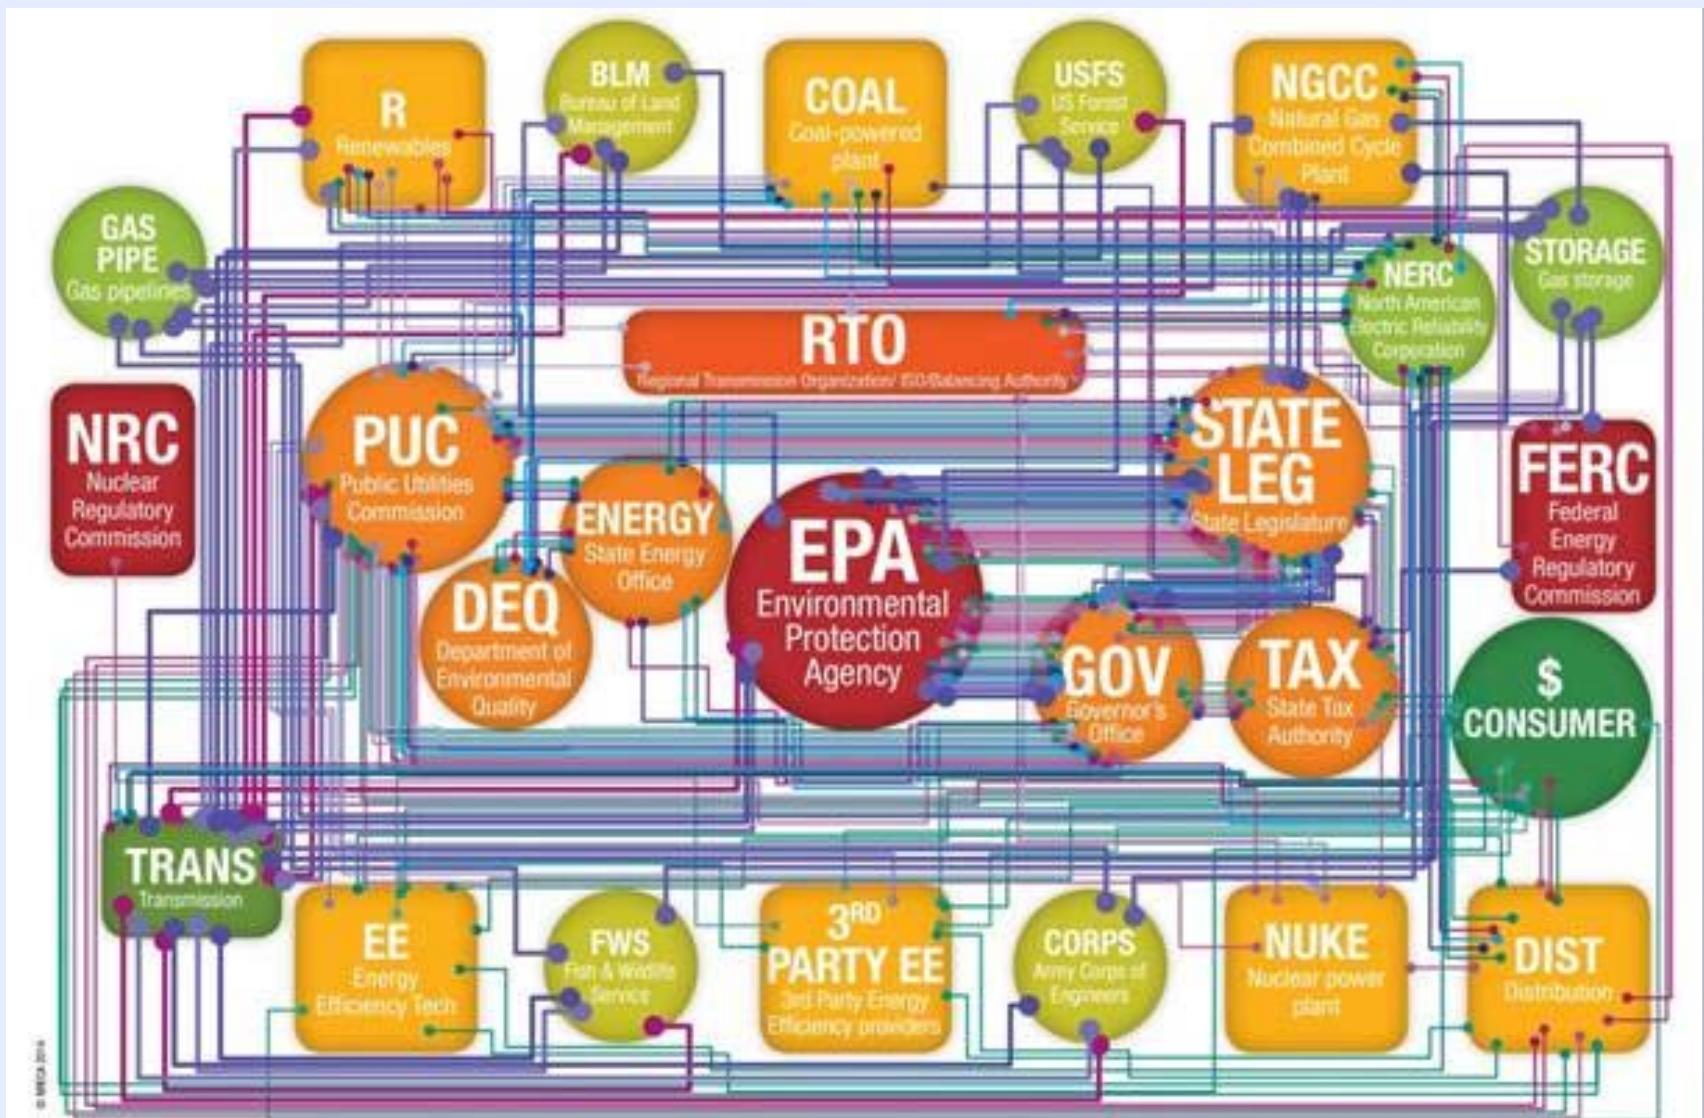 R
Renewables
BLM
Bureau of Land
Management
COAL
Coal-powered
plant
USFS
US Forest
Service
NGCC
Natural Gas
Combined Cycle
Plant
GAS
PIPE
Gas pipelines
STORAGE
Gas storage
NERC
North American
Electric Reliability
Corporation
RTO
Regional Transmission Organization/ ISO/Balancing Authority
NRC
Nuclear
Regulatory
Commission
PUC
Public Utilities
Commission
STATE
LEG
State Legislature
FERC
Federal
Energy
Regulatory
Commission
ENERGY
State Energy
Office
EPA
Environmental
Protection
Agency
DEQ
Department of
Environmental
Quality
GOV
Governor's
Office
TAX
State Tax
Authority
$
CONSUMER
TRANS
Transmission
EE
Energy
Efficiency Tech
FWS
Fish & Wildlife
Service
3RD
PARTY EE
3rd Party Energy
Efficiency providers
CORPS
Army Corps of
Engineers
NUKE
Nuclear power
plant
DIST
Distribution